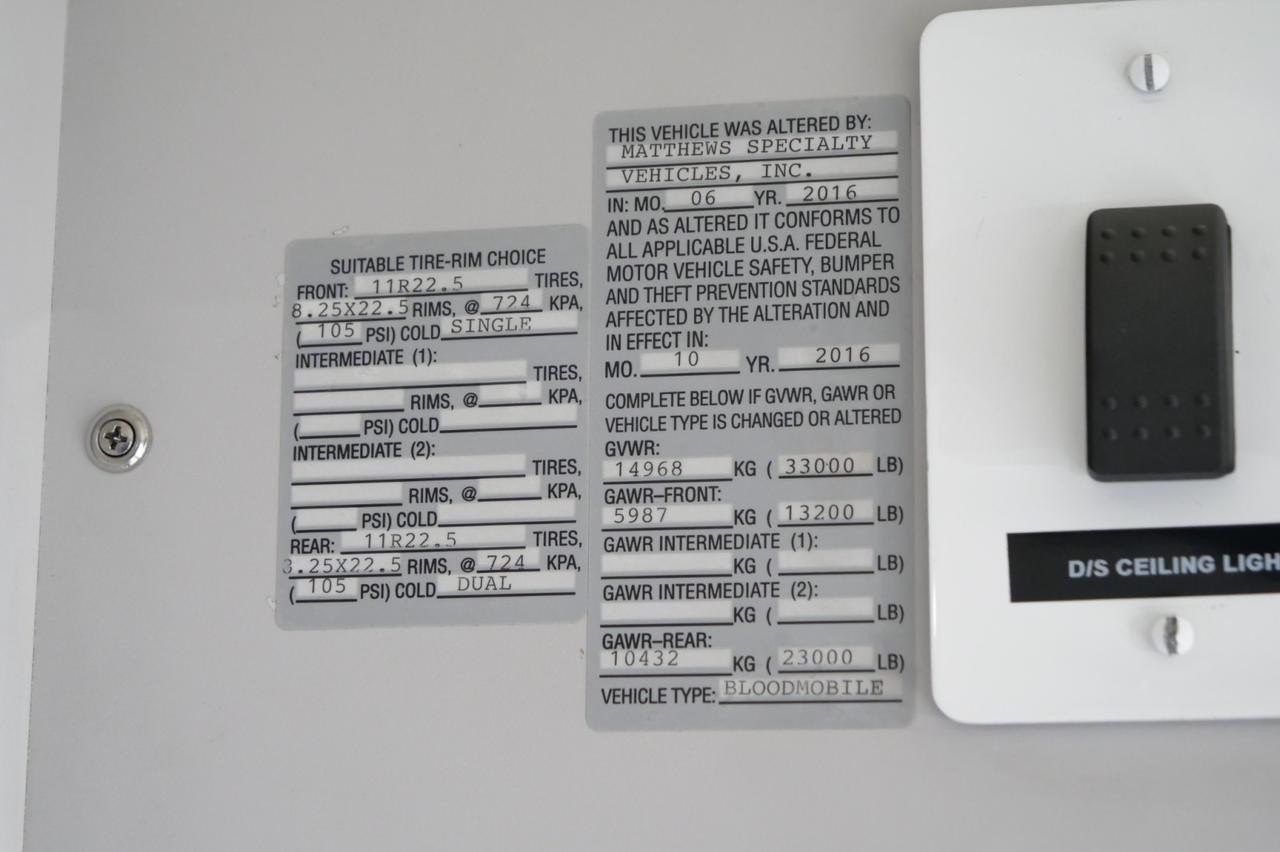 SUITABLE TIRE-RIM CHOICE
FRONT: 11R22.5 TIRES,
8.25X22.5 RIMS, @ 724 KPA,
( 105 PSI) COLD SINGLE
INTERMEDIATE (1):
TIRES,
RIMS, @ KPA,
( PSI) COLD
INTERMEDIATE (2):
TIRES,
RIMS, @ KPA,
( PSI) COLD
REAR: 11R22.5 TIRES,
8.25X22.5 RIMS, @ 724 KPA,
( 105 PSI) COLD DUAL
THIS VEHICLE WAS ALTERED BY:
MATTHEWS SPECIALTY
VEHICLES, INC.
IN: MO. 06 YR. 2016
AND AS ALTERED IT CONFORMS TO
ALL APPLICABLE U.S.A. FEDERAL
MOTOR VEHICLE SAFETY, BUMPER
AND THEFT PREVENTION STANDARDS
AFFECTED BY THE ALTERATION AND
IN EFFECT IN:
MO. 10 YR. 2016
COMPLETE BELOW IF GVWR, GAWR OR
VEHICLE TYPE IS CHANGED OR ALTERED
GVWR:
14968 KG ( 33000 LB)
GAWR–FRONT:
5987 KG ( 13200 LB)
GAWR INTERMEDIATE (1):
KG ( LB)
GAWR INTERMEDIATE (2):
KG ( LB)
GAWR–REAR:
10432 KG ( 23000 LB)
VEHICLE TYPE: BLOODMOBILE
D/S CEILING LIGH